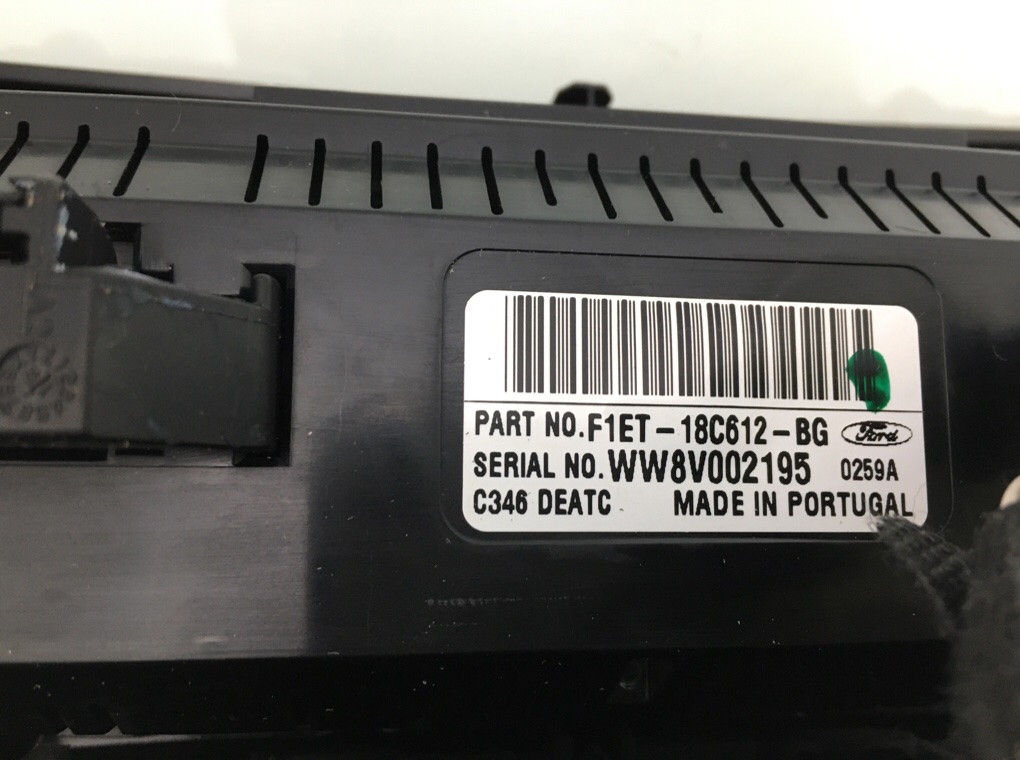 PART NO. F1ET-18C612-BG Ford
SERIAL NO. WW8V002195 0259A
C346 DEATC MADE IN PORTUGAL